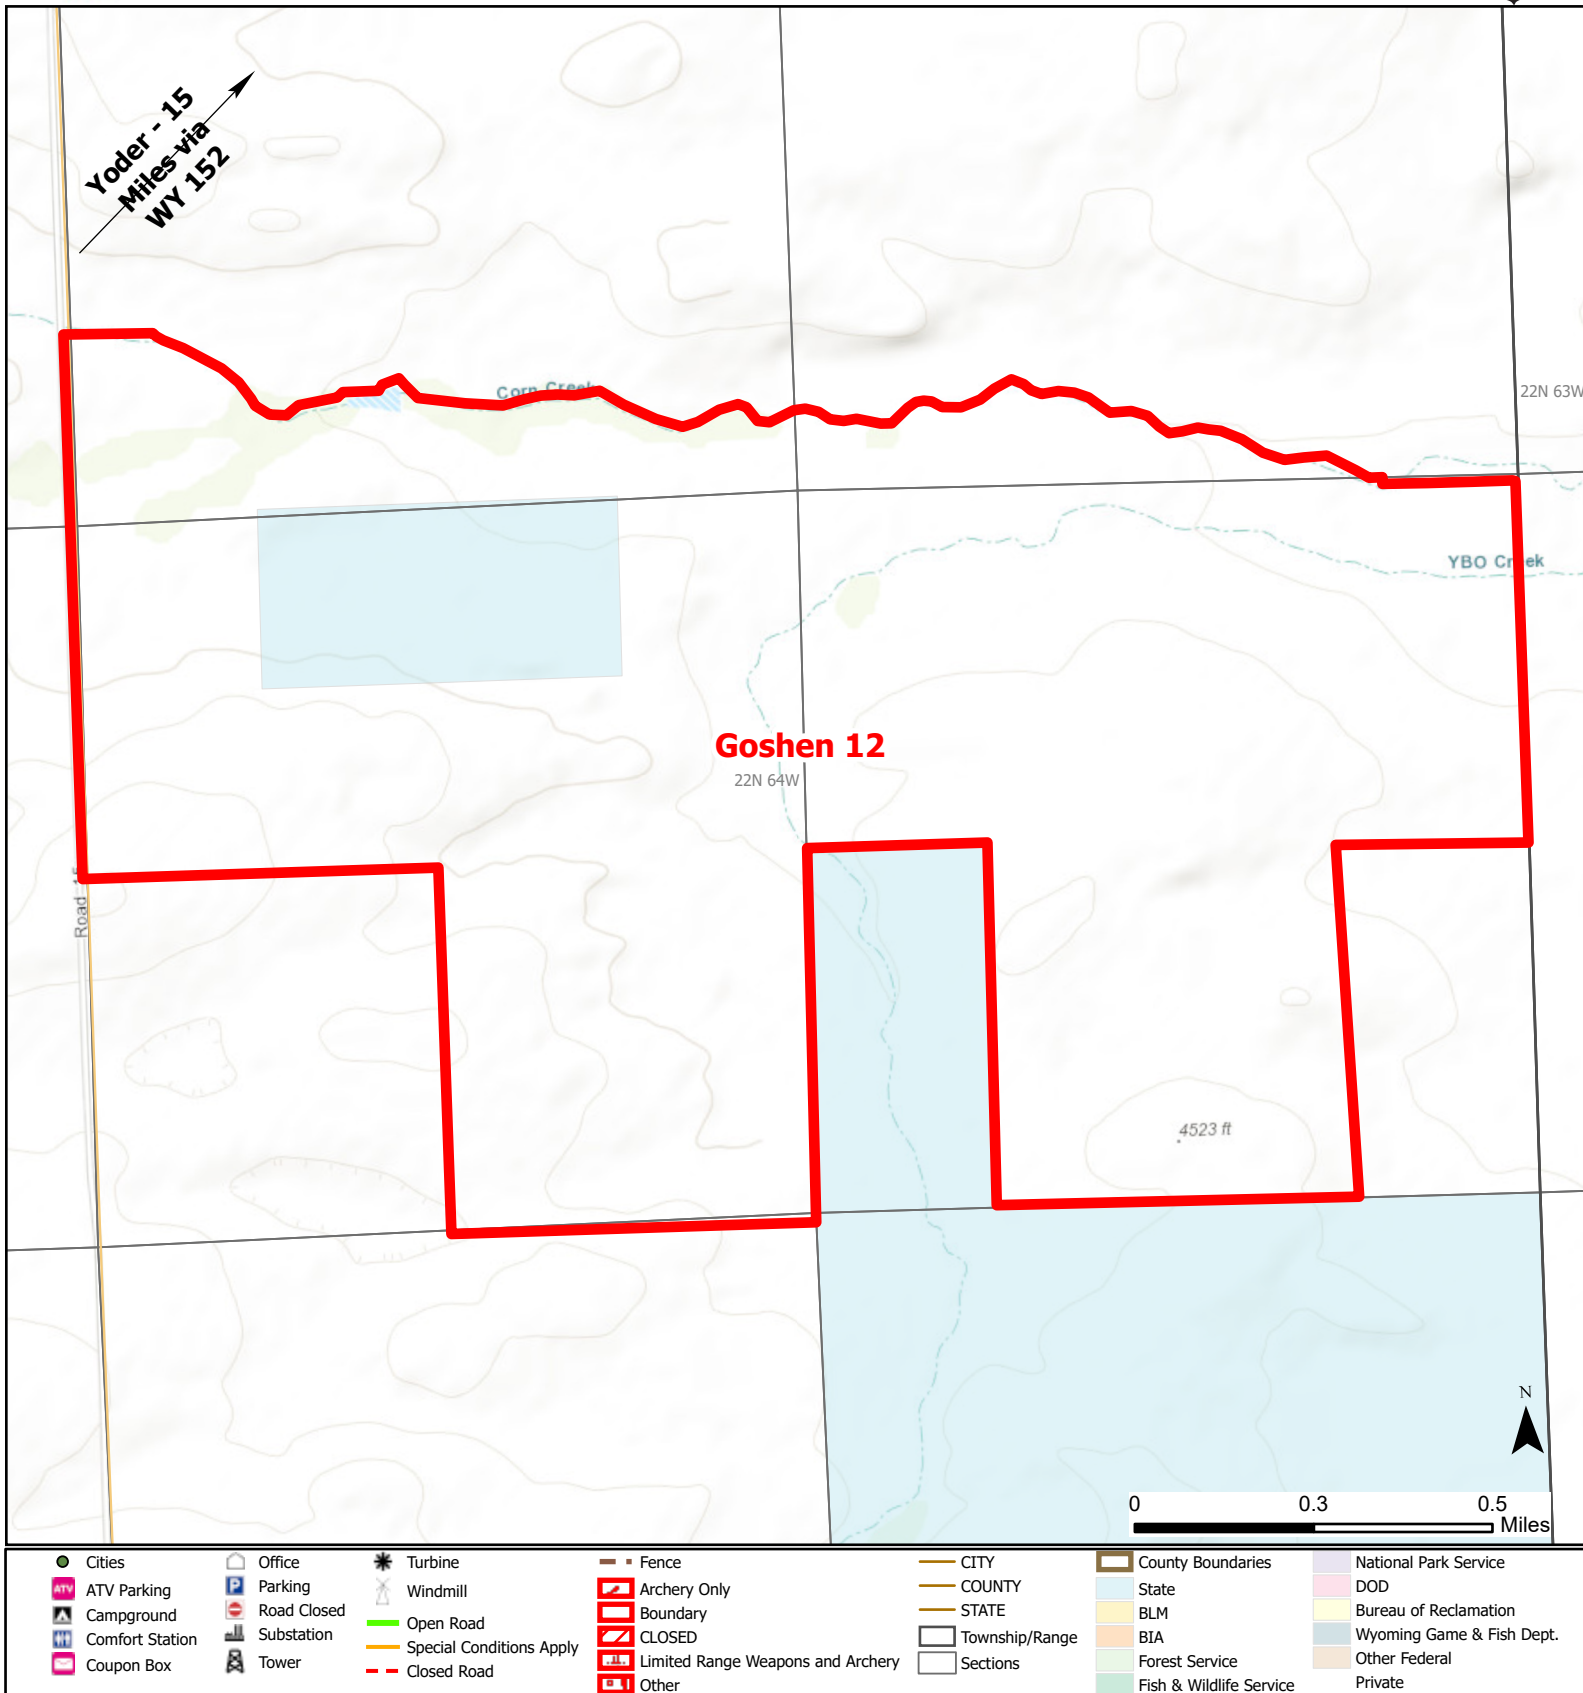 Yoder - 15
Miles via
WY 152
Corn Creek
22N 63W
YBO Creek
Goshen 12
22N 64W
Road 15
4523 ft
N
0 0.3 0.5
Miles
Cities
ATV ATV Parking
Campground
Comfort Station
Coupon Box
Office
P Parking
Road Closed
Substation
Tower
Turbine
Windmill
Open Road
Special Conditions Apply
Closed Road
Fence
Archery Only
Boundary
CLOSED
Limited Range Weapons and Archery
Other
CITY
COUNTY
STATE
Township/Range
Sections
County Boundaries
State
BLM
BIA
Forest Service
Fish & Wildlife Service
National Park Service
DOD
Bureau of Reclamation
Wyoming Game & Fish Dept.
Other Federal
Private